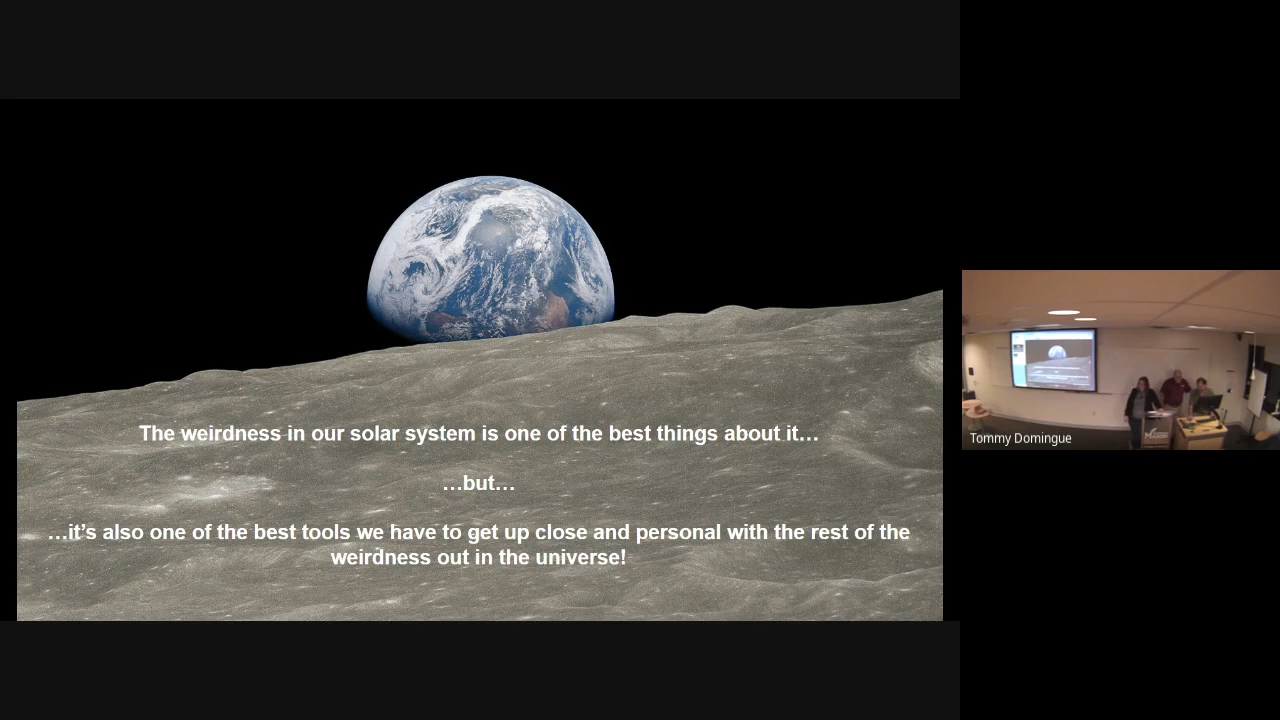 The weirdness in our solar system is one of the best things about it…
…but…
…it’s also one of the best tools we have to get up close and personal with the rest of the
weirdness out in the universe!
Tommy Domingue